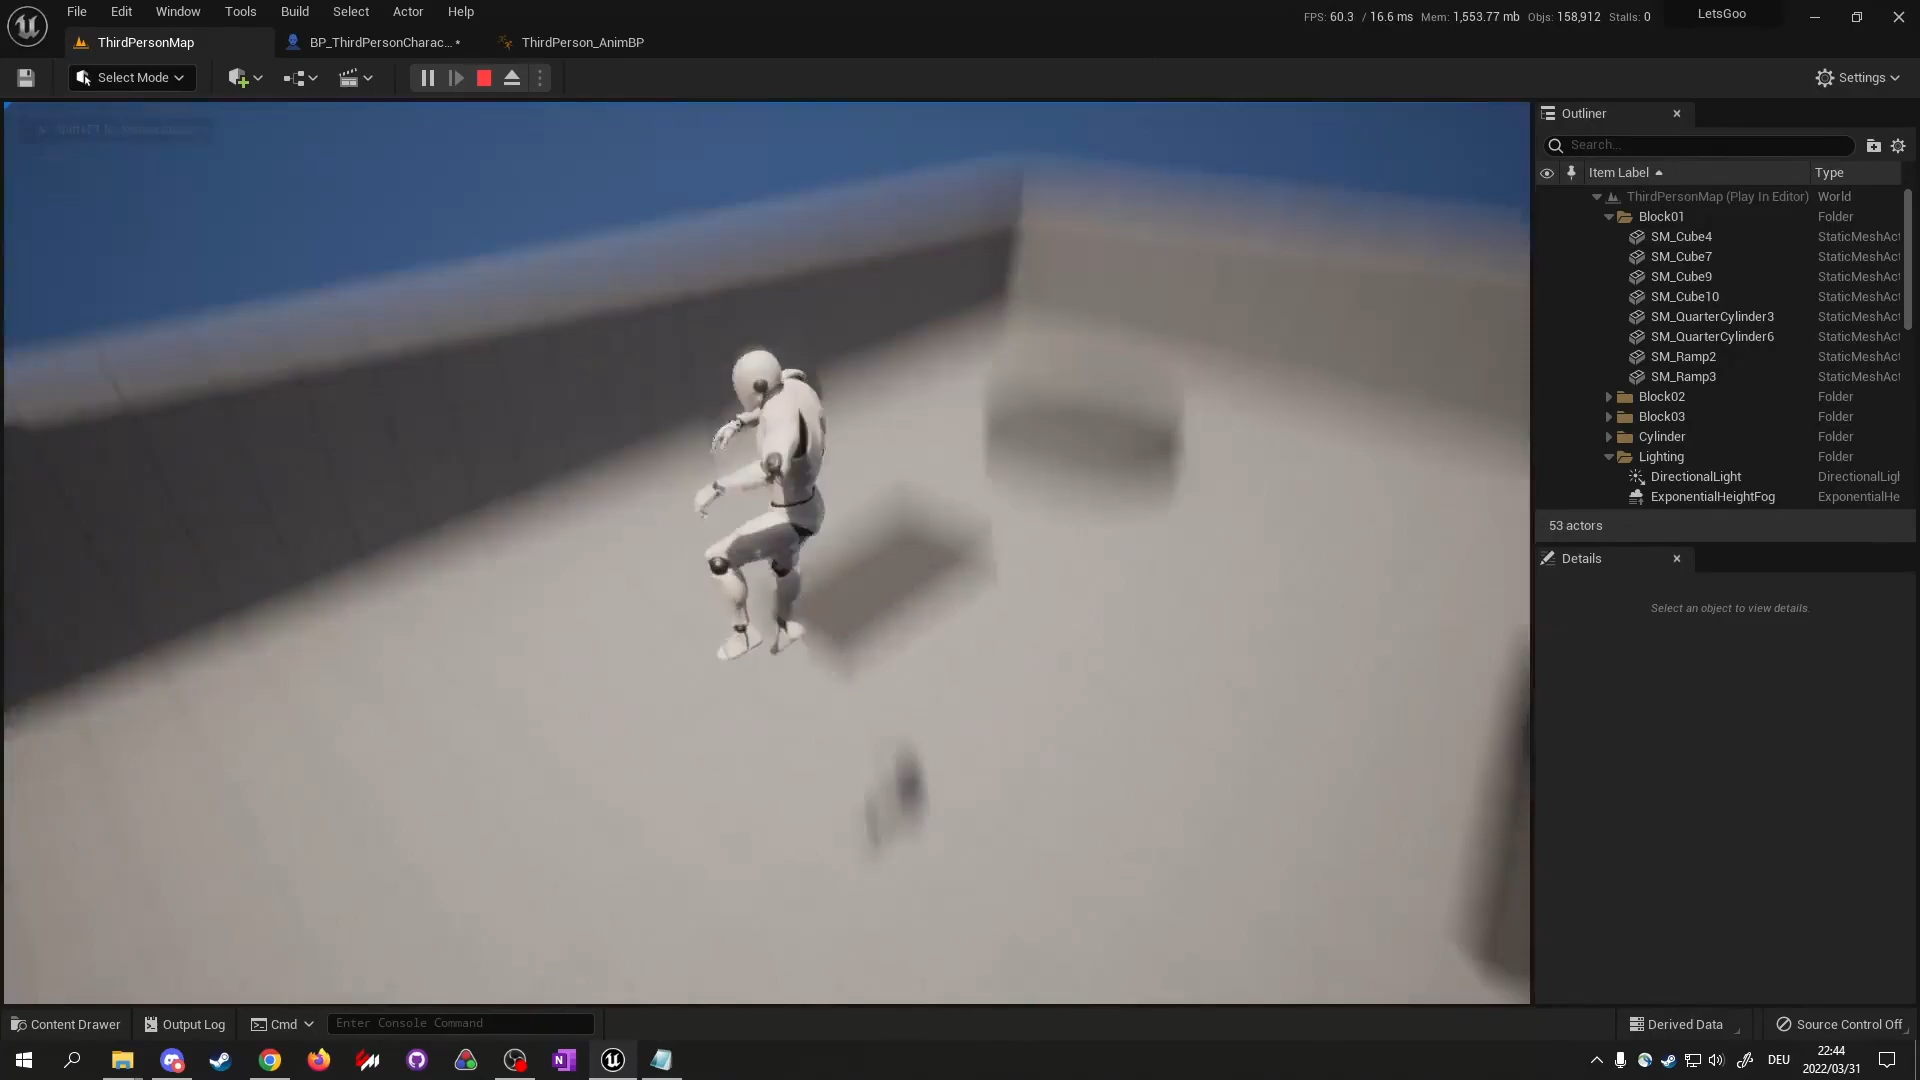 File Edit Window Tools Build Select Actor Help
FPS: 60.3 / 16.6 ms Mem: 1,553.77 mb Objs: 158,912 Stalls: 0
LetsGoo
ThirdPersonMap
BP_ThirdPersonCharac... *
ThirdPerson_AnimBP
Select Mode
Settings
Outliner
Search...
Item Label Type
ThirdPersonMap (Play In Editor) World
Block01 Folder
SM_Cube4 StaticMeshAct
SM_Cube7 StaticMeshAct
SM_Cube9 StaticMeshAct
SM_Cube10 StaticMeshAct
SM_QuarterCylinder3 StaticMeshAct
SM_QuarterCylinder6 StaticMeshAct
SM_Ramp2 StaticMeshAct
SM_Ramp3 StaticMeshAct
Block02 Folder
Block03 Folder
Cylinder Folder
Lighting Folder
DirectionalLight DirectionalLigh
ExponentialHeightFog ExponentialHe
53 actors
Details
Select an object to view details.
Content Drawer
Output Log
Cmd
Enter Console Command
Derived Data
Source Control Off
DEU
22:44
2022/03/31